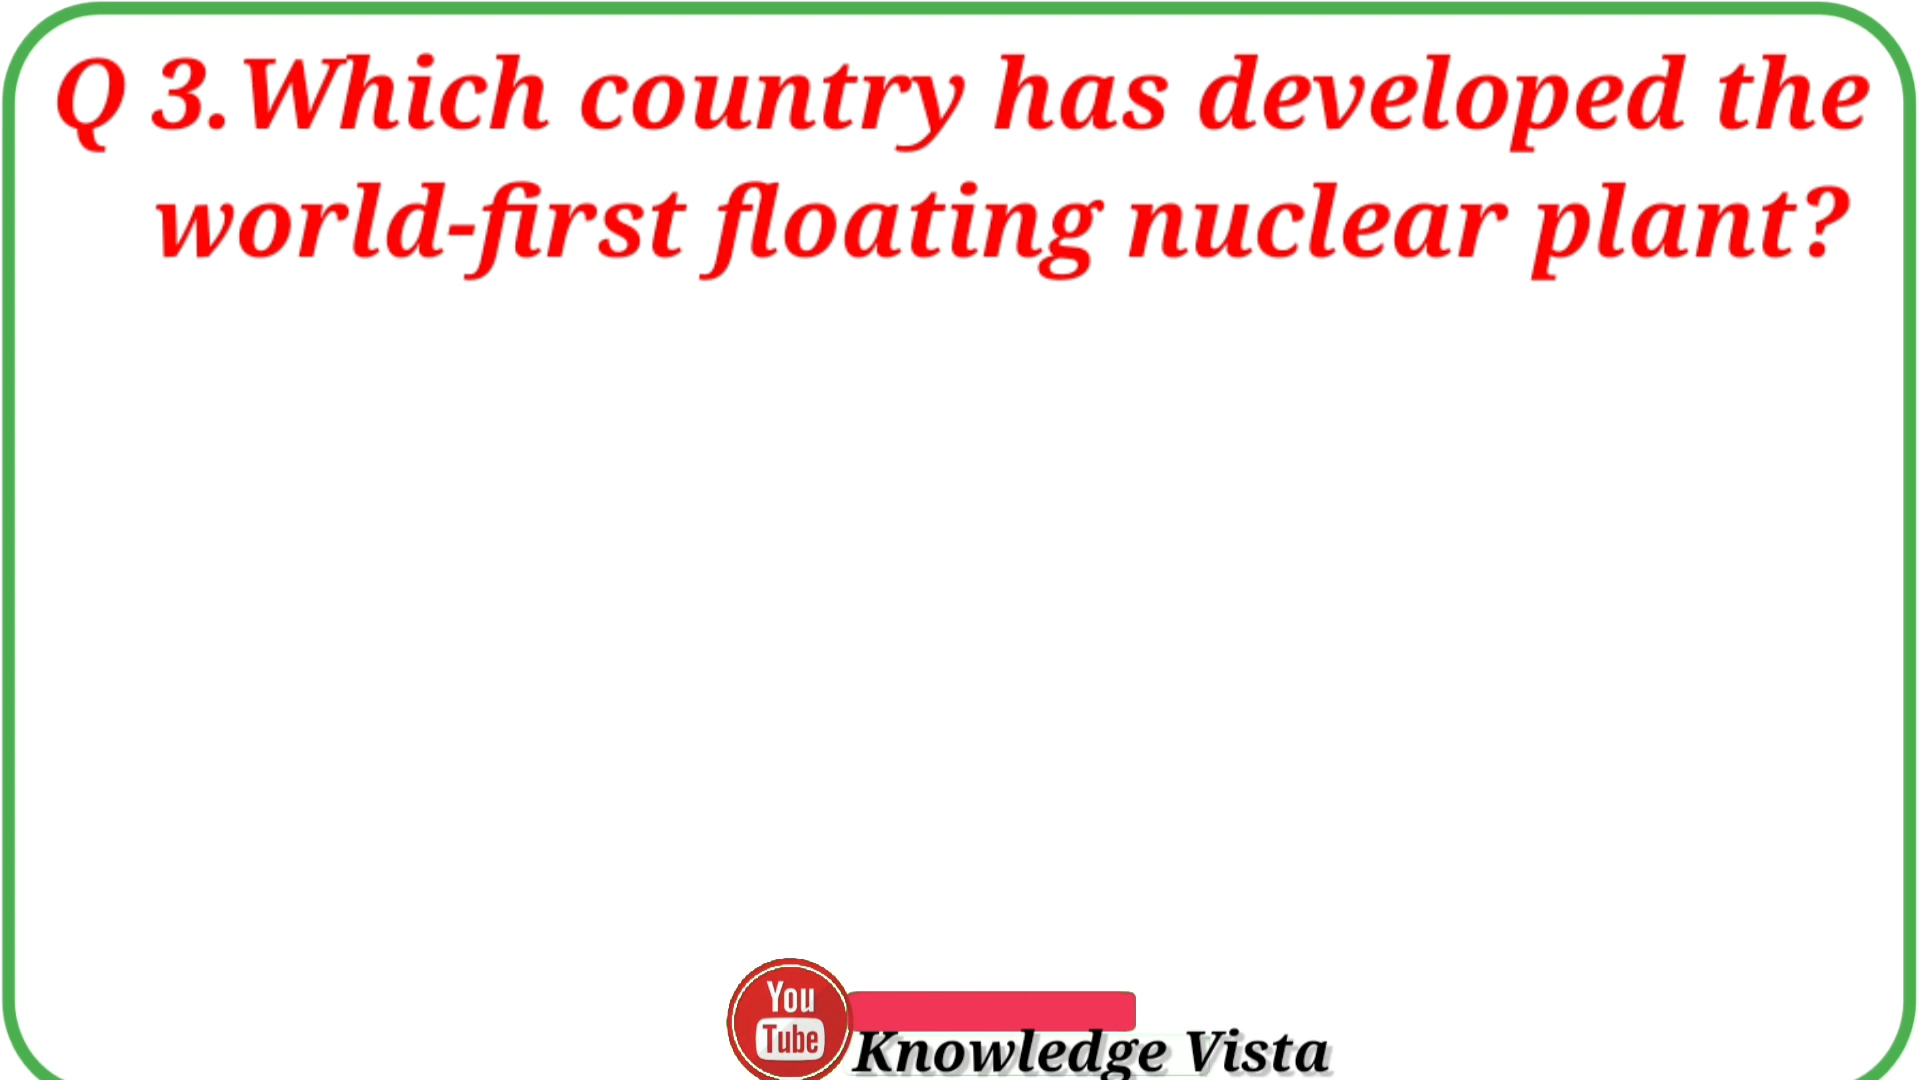 Q 3.Which country has developed the
world-first floating nuclear plant?
You
Tube
Knowledge Vista